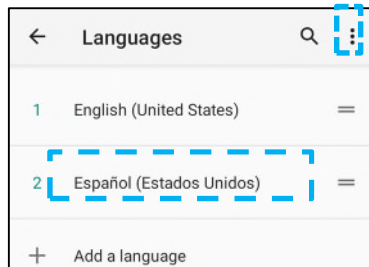 Languages
1 English (United States)
2 Español (Estados Unidos)
Add a language